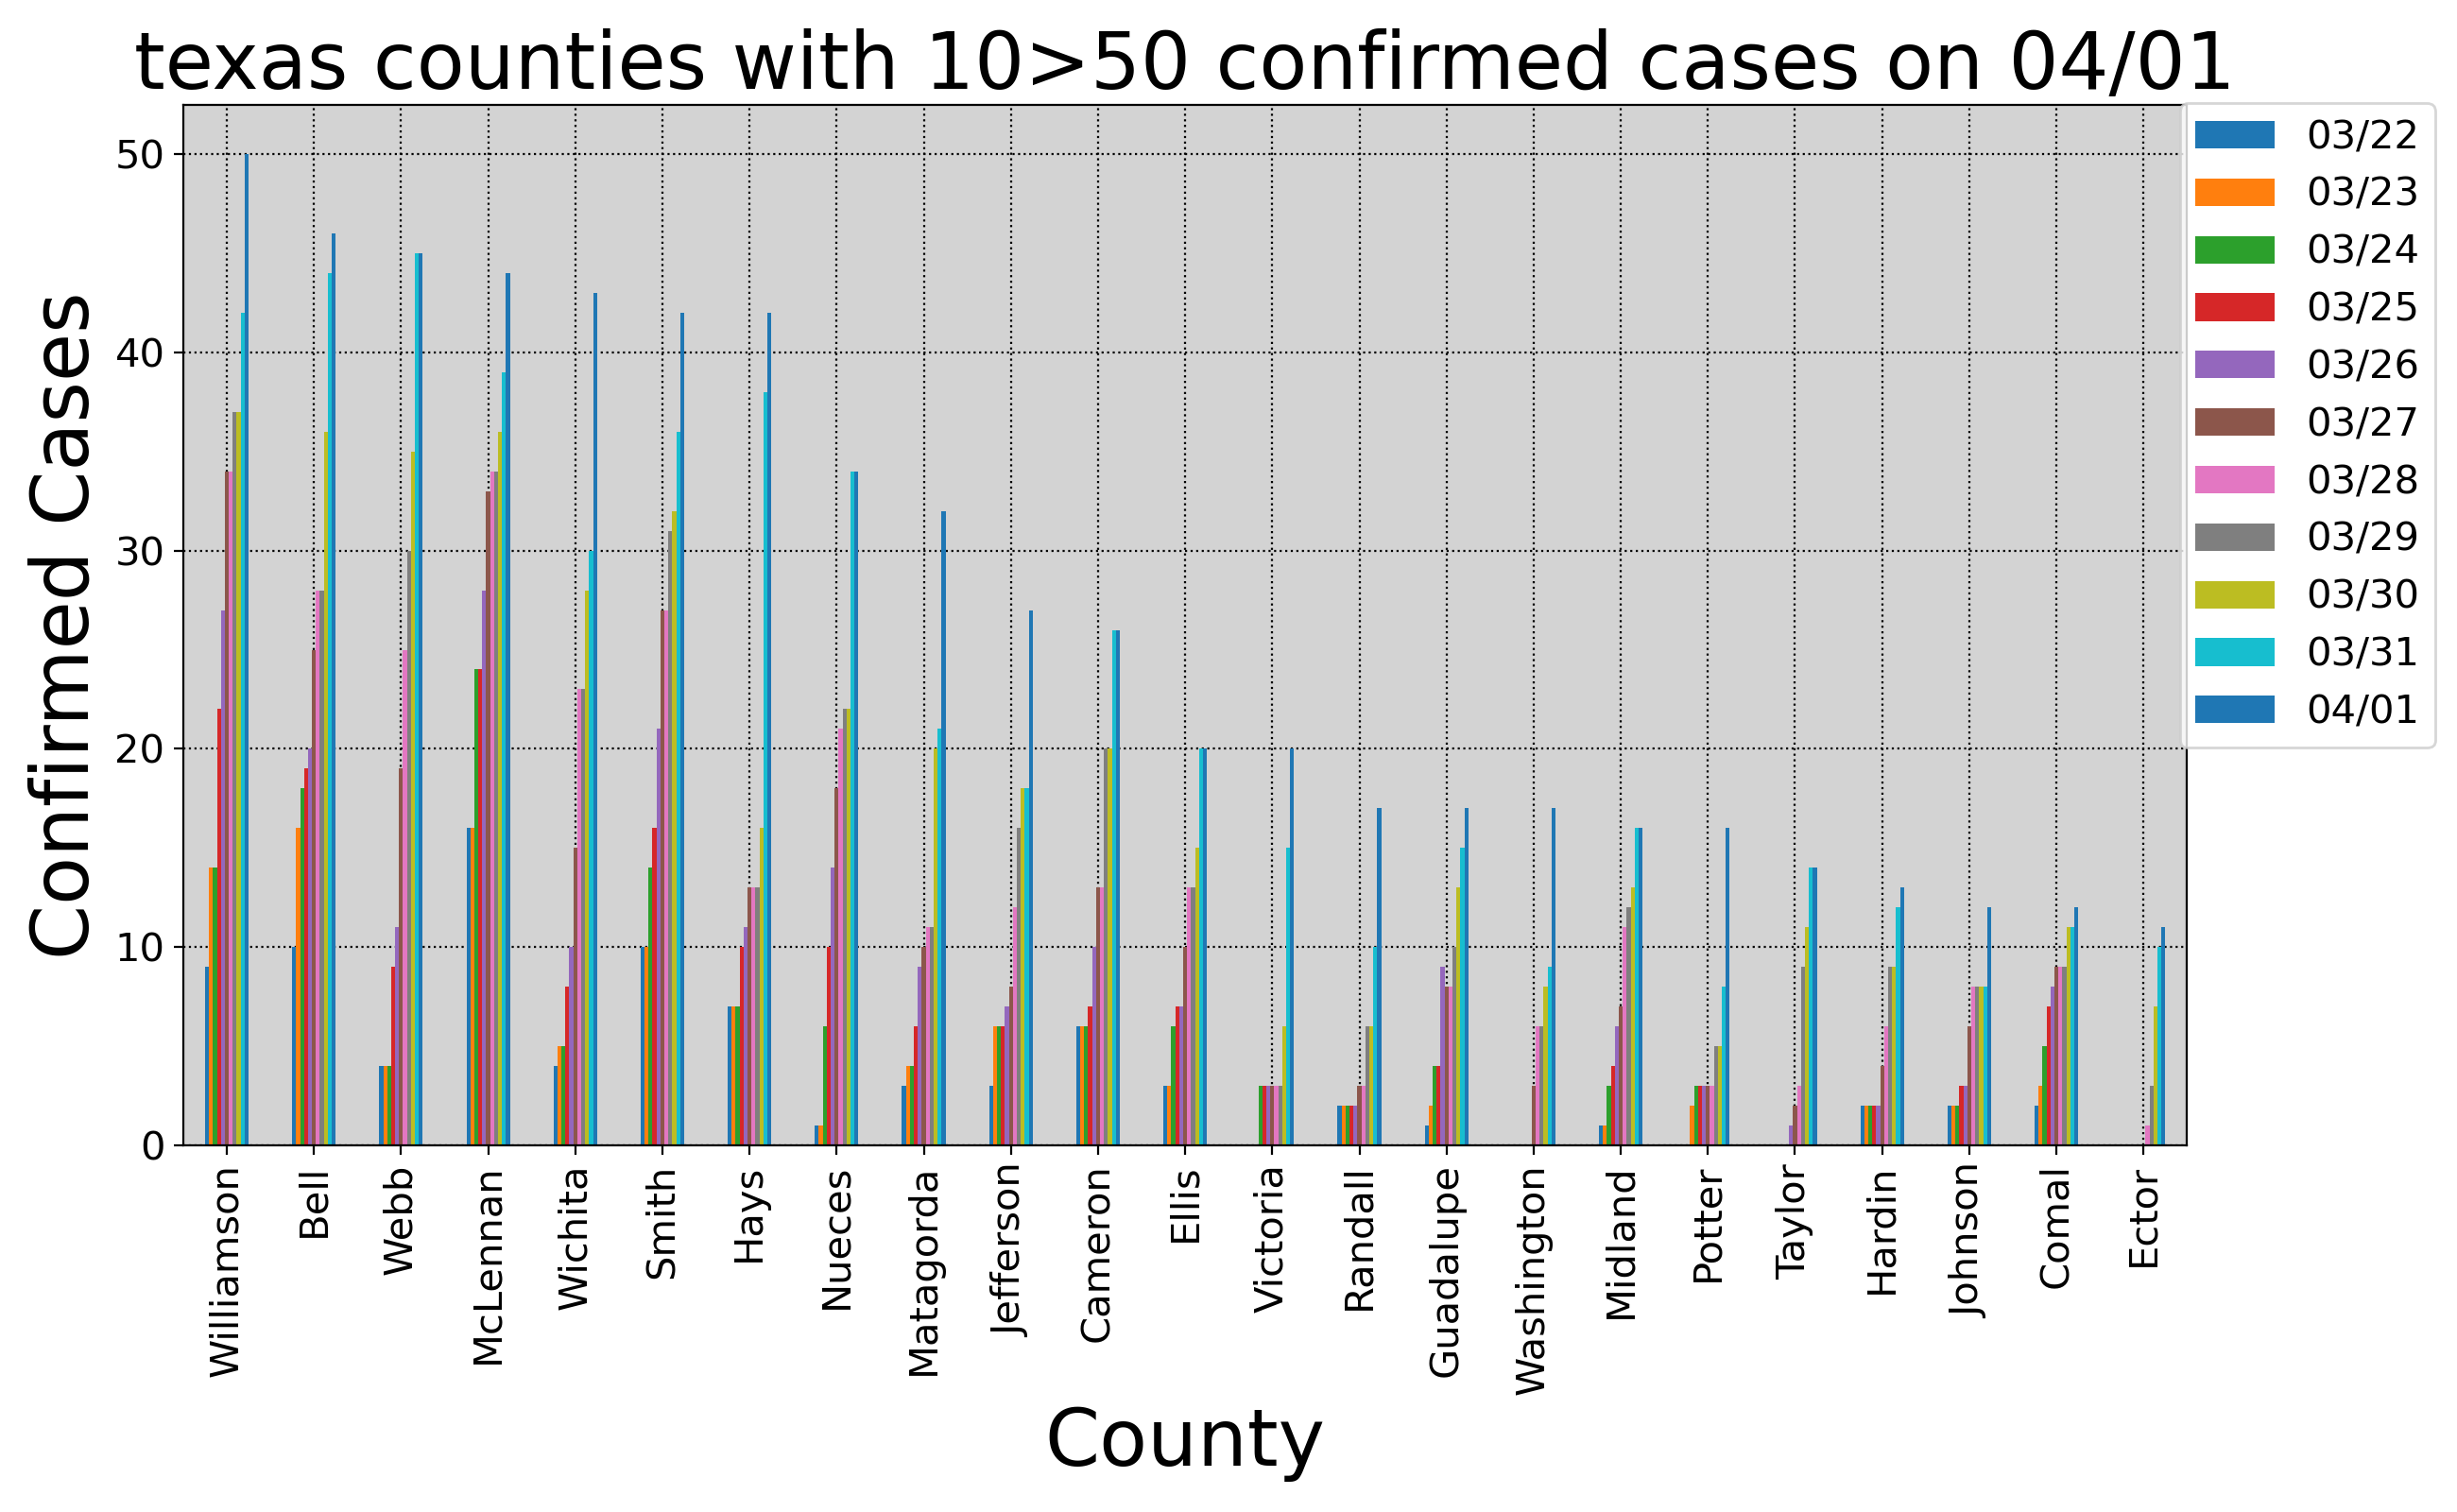 texas counties with 10>50 confirmed cases on 04/01
Confirmed Cases
50
40
30
20
10
0
03/22
03/23
03/24
03/25
03/26
03/27
03/28
03/29
03/30
03/31
04/01
Williamson
Bell
Webb
McLennan
Wichita
Smith
Hays
Nueces
Matagorda
Jefferson
Cameron
Ellis
Victoria
Randall
Guadalupe
Washington
Midland
Potter
Taylor
Hardin
Johnson
Comal
Ector
County